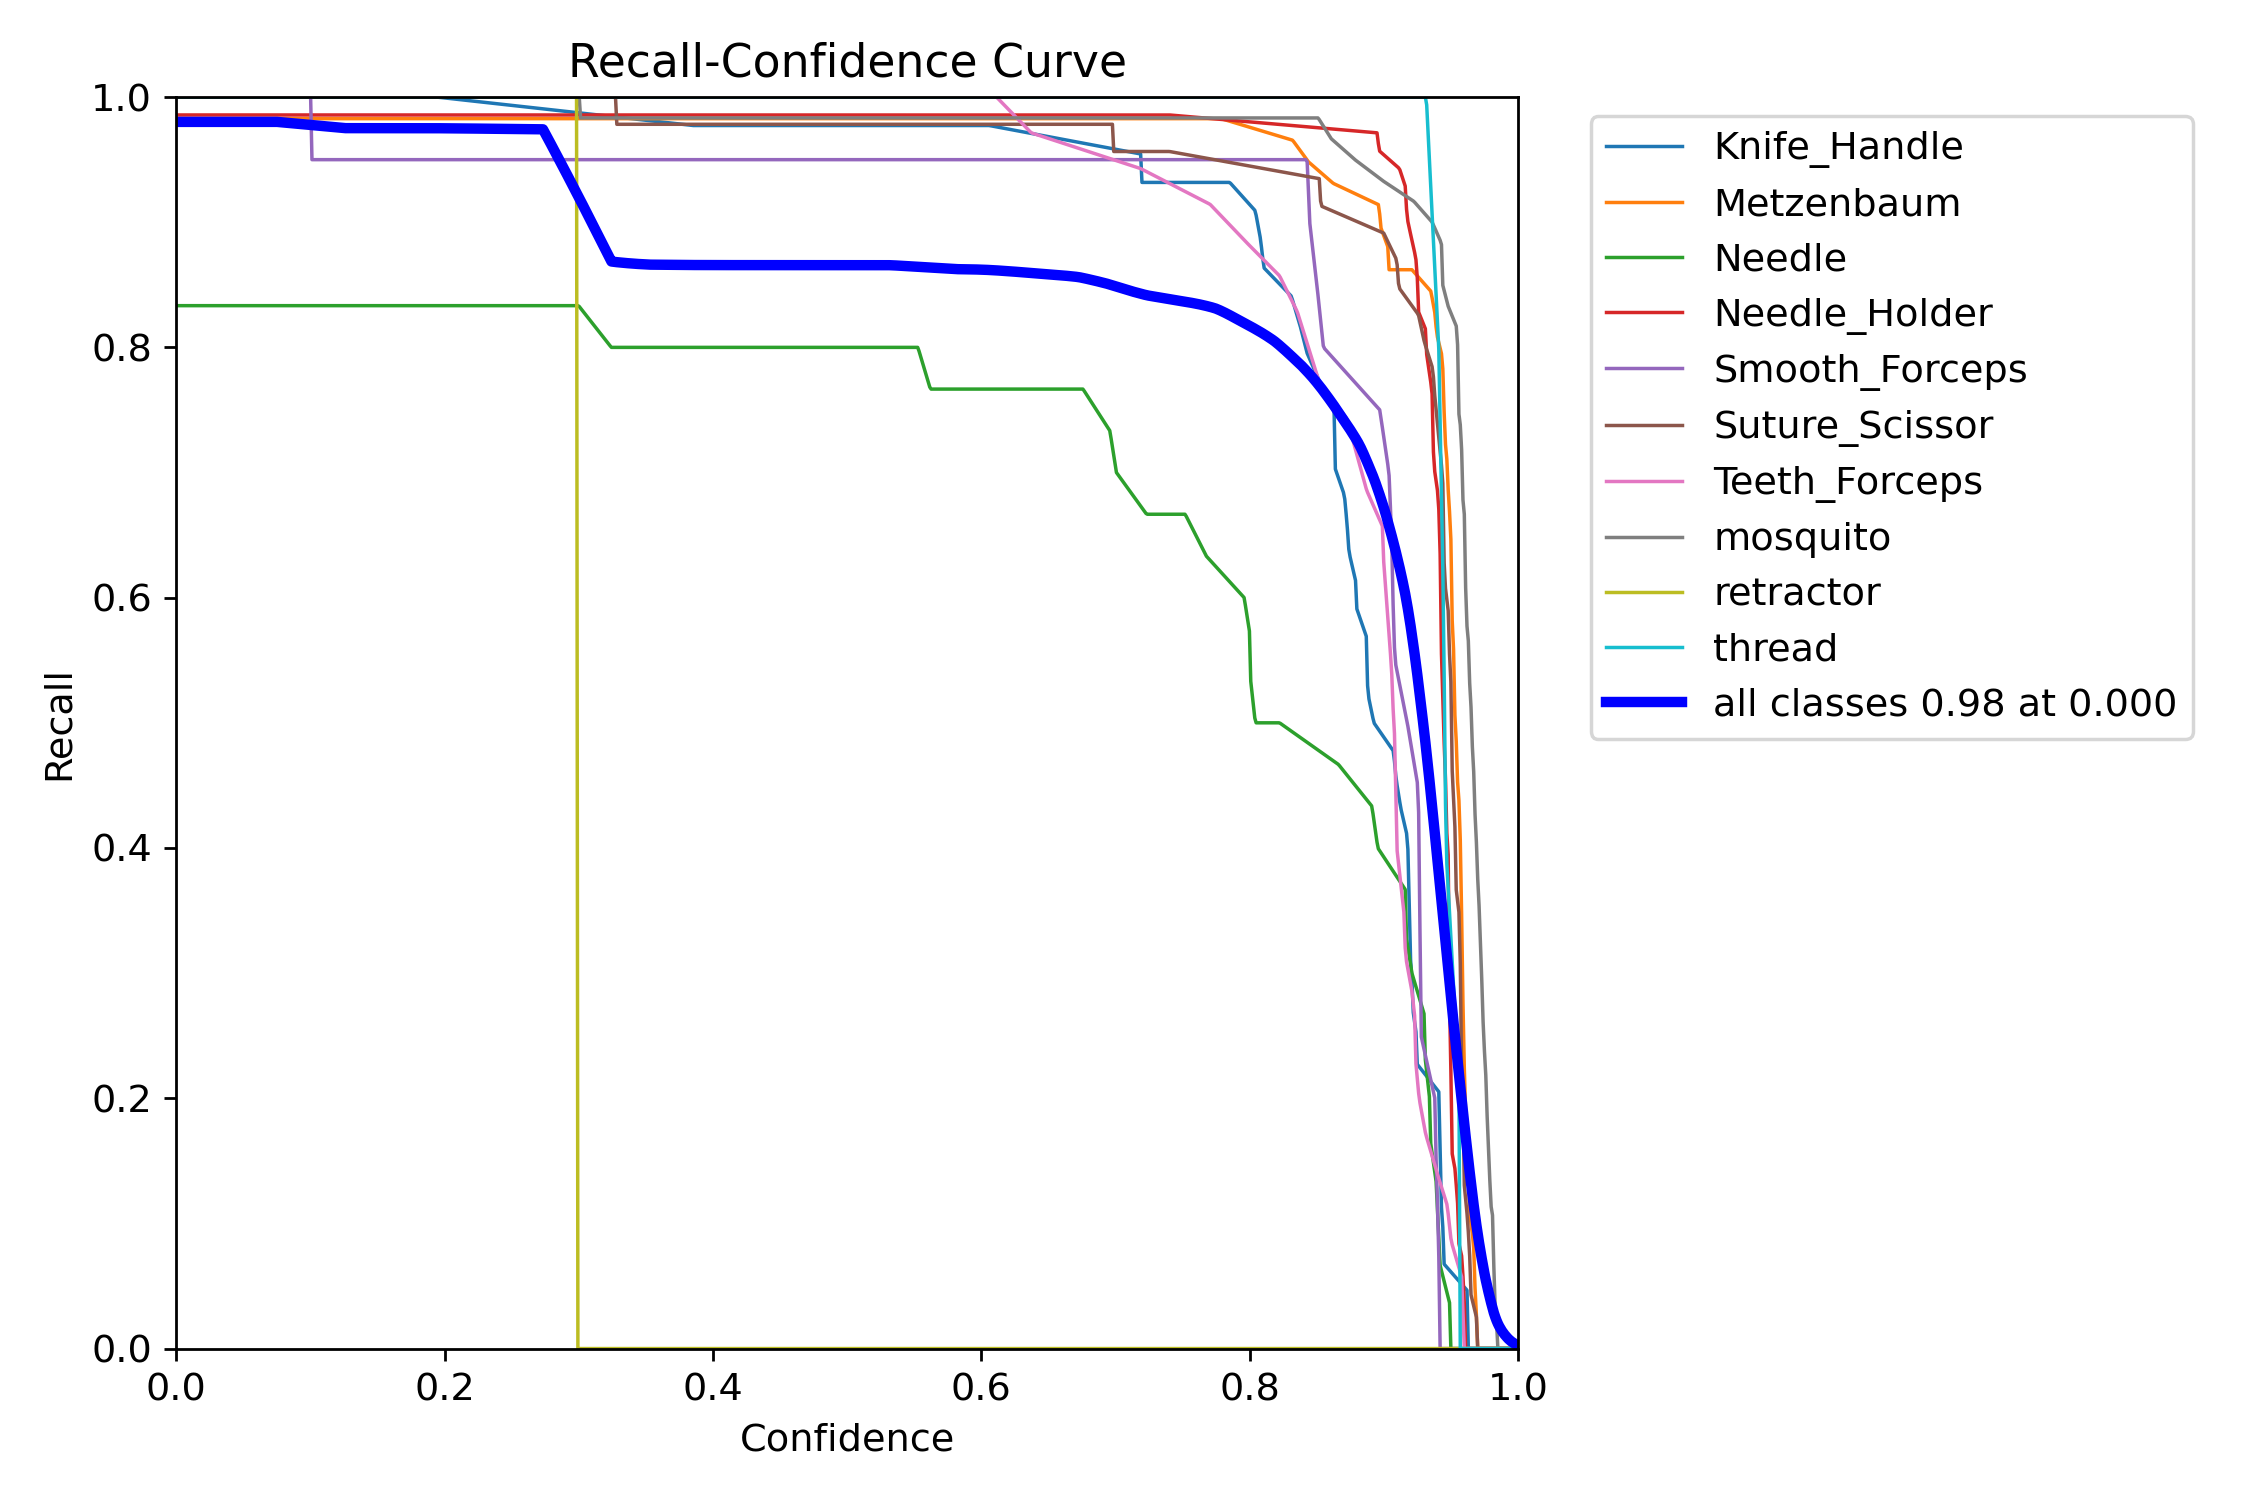 Recall-Confidence Curve
1.0
0.8
0.6
0.4
0.2
0.0
Recall
0.0 0.2 0.4 0.6 0.8 1.0
Confidence
Knife_Handle
Metzenbaum
Needle
Needle_Holder
Smooth_Forceps
Suture_Scissor
Teeth_Forceps
mosquito
retractor
thread
all classes 0.98 at 0.000